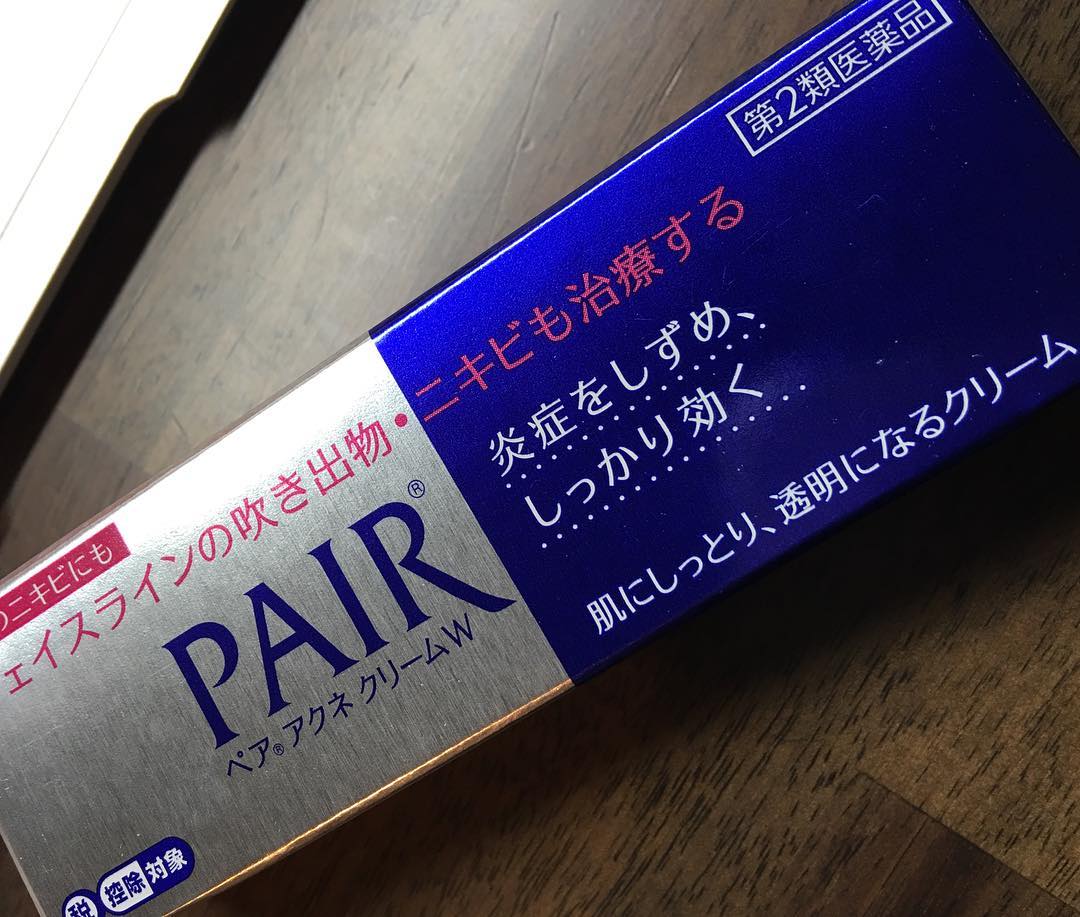 第2類医薬品
のニキビにも
ェイスラインの吹き出物・ニキビも治療する
PAIR®
ペア®アクネ クリームW
炎症をしずめ、
しっかり効く
肌にしっとり、透明になるクリーム
税 控除 対象